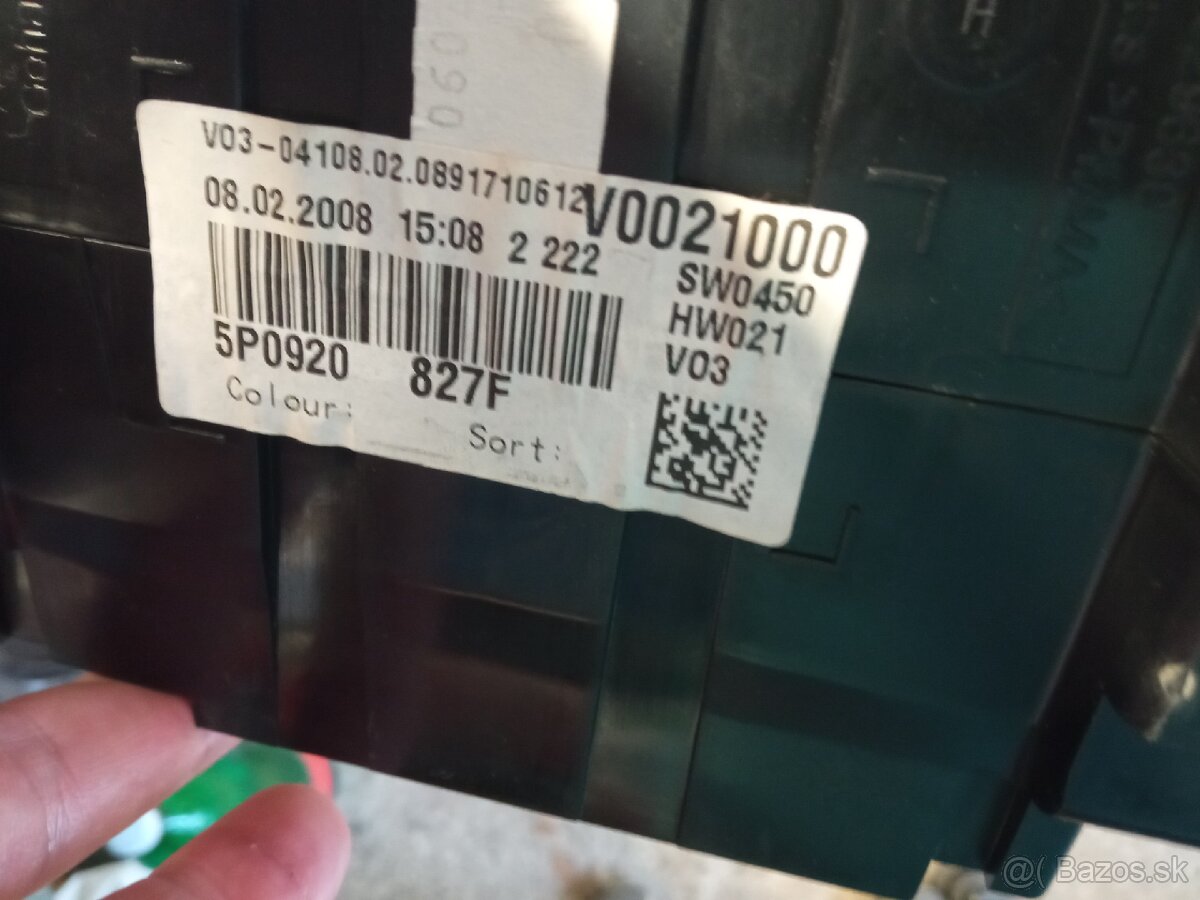 060
V03-04108.02.0891710612
V0021000
08.02.2008 15:08 2 222
SW0450
HW021
V03
5P0920 827F
Colour:
Sort:
@( Bazos.sk